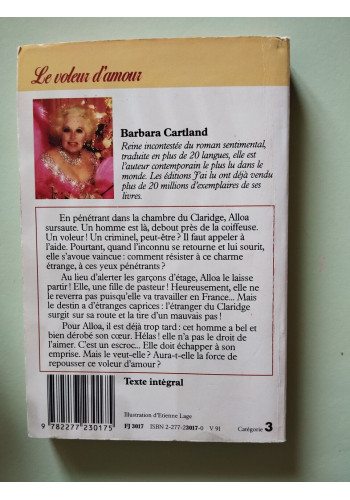 Le voleur d'amour
Barbara Cartland
Reine incontestée du roman sentimental,
traduite en plus de 20 langues, elle est
l'auteur contemporain le plus lu dans le
monde. Les éditions J'ai lu ont déjà vendu
plus de 20 millions d'exemplaires de ses
livres.
En pénétrant dans la chambre du Claridge, Alloa
sursaute. Un homme est là, debout près de la coiffeuse.
Un voleur ! Un criminel, peut-être ? Il faut appeler à
l'aide. Pourtant, quand l'inconnu se retourne et lui sourit,
elle s'avoue vaincue : comment résister à ce charme
étrange, à ces yeux pénétrants ?
Au lieu d'alerter les garçons d'étage, Alloa le laisse
partir ! Elle, une fille de pasteur ! Heureusement, elle ne
le reverra pas puisqu'elle va travailler en France... Mais
le destin a d'étranges caprices : l'étranger du Claridge
surgit sur sa route et la tire d'un mauvais pas !
Pour Alloa, il est déjà trop tard : cet homme a bel et
bien dérobé son cœur. Hélas ! elle n'a pas le droit de
l'aimer. C'est un escroc... Elle doit échapper à son
emprise. Mais le veut-elle ? Aura-t-elle la force de
repousser ce voleur d'amour ?
Texte intégral
Illustration d'Etienne Lage
9 782277 230175
FJ 3017 ISBN 2-277-23017-0 V 91 Catégorie 3